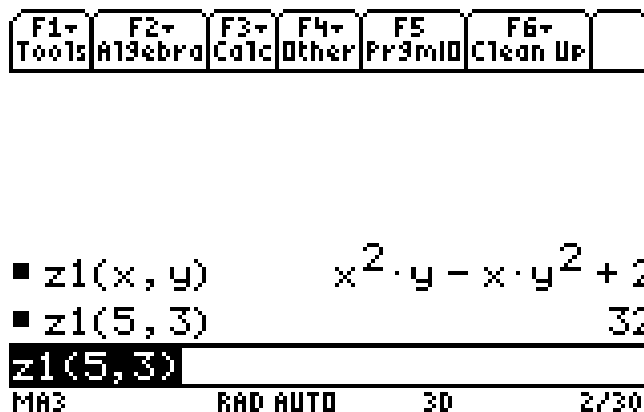 F1 F2 F3 F4 F5 F6
Tools Algebra Calc Other PrgmIO Clean Up
z1(x,y) x²·y - x·y² + 2
z1(5,3) 32
z1(5,3)
MA3 RAD AUTO 3D 2/30